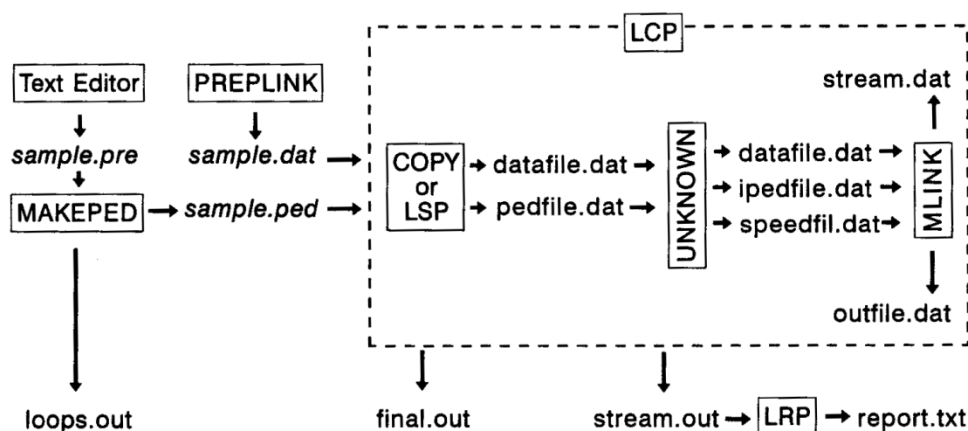 LCP
Text Editor
PREPLINK
stream.dat
sample.pre
sample.dat
COPY
or
LSP
datafile.dat
pedfile.dat
UNKNOWN
datafile.dat
ipedfile.dat
speedfil.dat
MLINK
MAKEPED
sample.ped
outfile.dat
loops.out
final.out
stream.out
LRP
report.txt